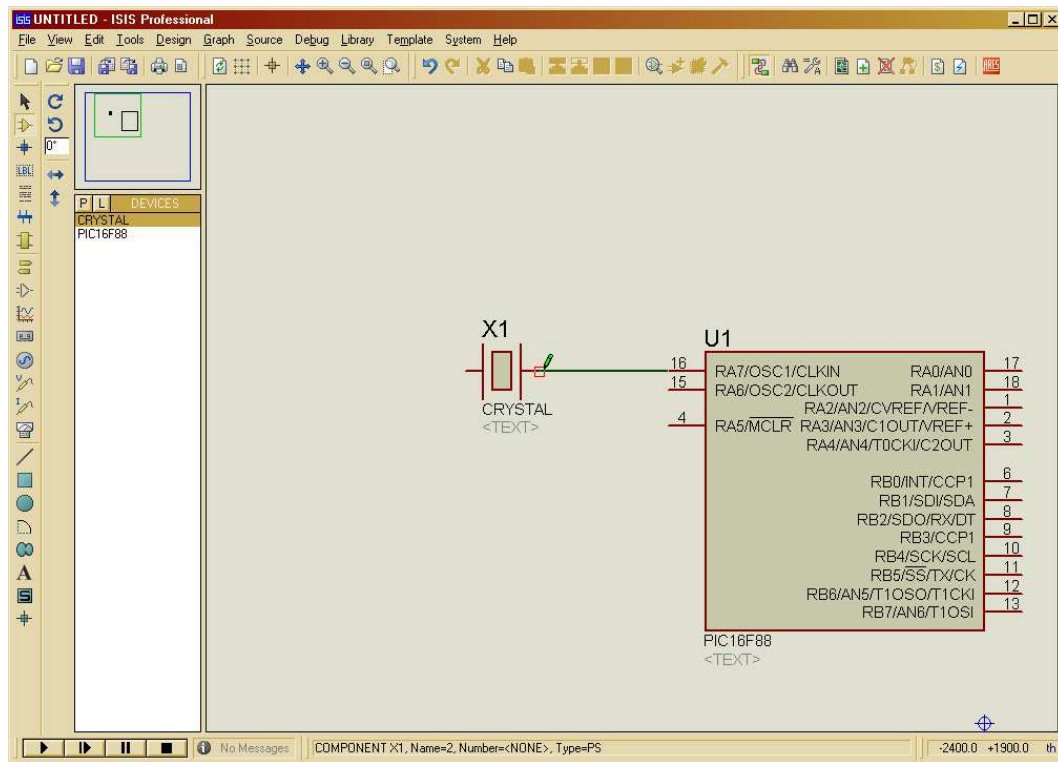 isis UNTITLED - ISIS Professional
File View Edit Tools Design Graph Source Debug Library Template System Help
ARES
0°
LBL
P L DEVICES
CRYSTAL
PIC16F88
V
I
A
S
X1
CRYSTAL
<TEXT>
U1
16 RA7/OSC1/CLKIN RA0/AN0 17
15 RA6/OSC2/CLKOUT RA1/AN1 18
RA2/AN2/CVREF/VREF- 1
4 RA5/MCLR RA3/AN3/C1OUT/VREF+ 2
RA4/AN4/T0CKI/C2OUT 3
RB0/INT/CCP1 6
RB1/SDI/SDA 7
RB2/SDO/RX/DT 8
RB3/CCP1 9
RB4/SCK/SCL 10
RB5/SS/TX/CK 11
RB6/AN5/T1OSO/T1CKI 12
RB7/AN6/T1OSI 13
PIC16F88
<TEXT>
No Messages COMPONENT X1, Name=2, Number=<NONE>, Type=PS -2400.0 +1900.0 th